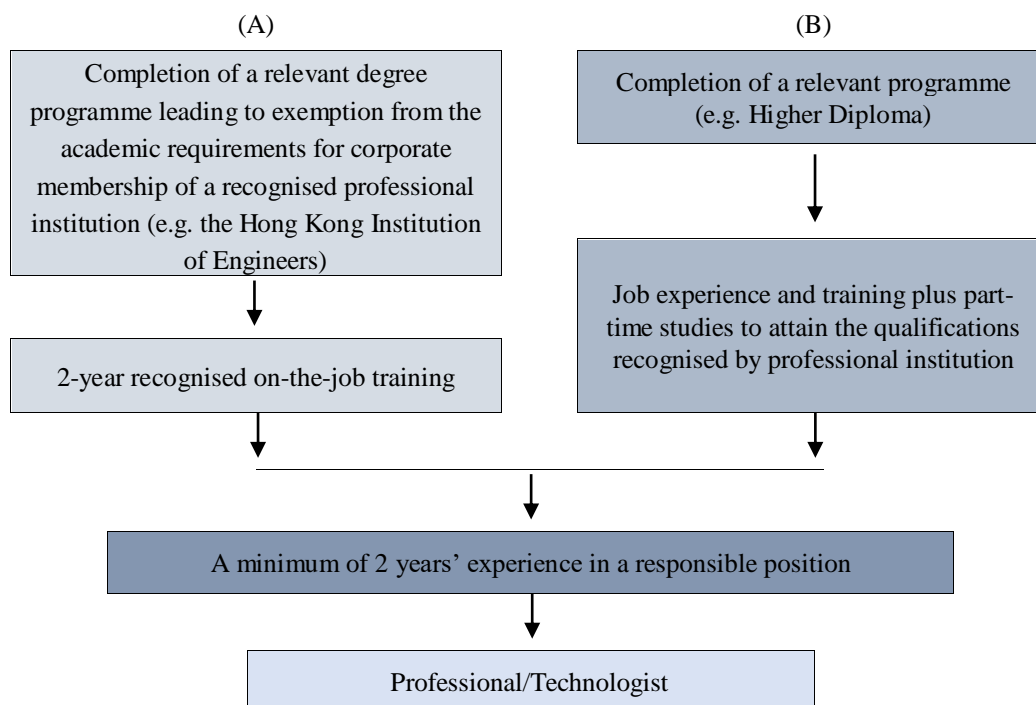 (A)
Completion of a relevant degree
programme leading to exemption from the
academic requirements for corporate
membership of a recognised professional
institution (e.g. the Hong Kong Institution
of Engineers)
2-year recognised on-the-job training
(B)
Completion of a relevant programme
(e.g. Higher Diploma)
Job experience and training plus part-
time studies to attain the qualifications
recognised by professional institution
A minimum of 2 years’ experience in a responsible position
Professional/Technologist